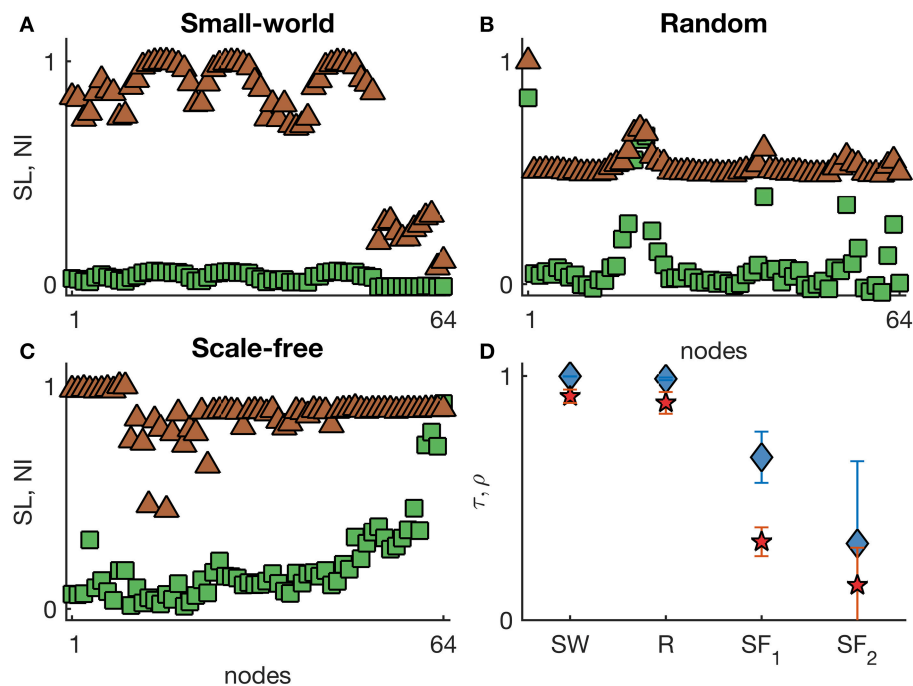 A Small-world
1
SL, NI
0
1 64
B Random
1
0
1 64
nodes
C Scale-free
1
SL, NI
0
1 64
nodes
D
1
τ, ρ
0
SW R SF1 SF2